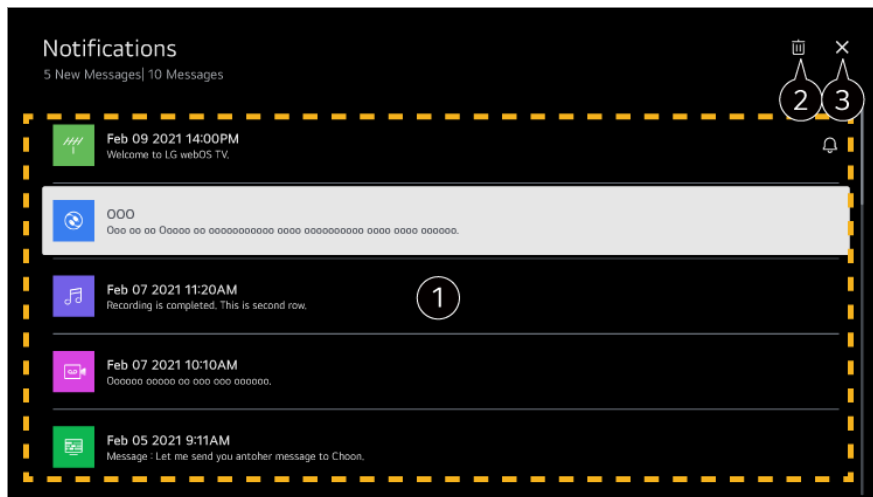 Notifications
5 New Messages| 10 Messages
2 3
Feb 09 2021 14:00PM
Welcome to LG webOS TV.
OOO
Ooo oo oo Ooooo oo ooooooooooo oooo oooooooooo oooo oooo oooooo.
Feb 07 2021 11:20AM
Recording is completed. This is second row.
1
Feb 07 2021 10:10AM
Oooooo ooooo oo ooo ooo oooooo.
Feb 05 2021 9:11AM
Message : Let me send you antoher message to Choon.